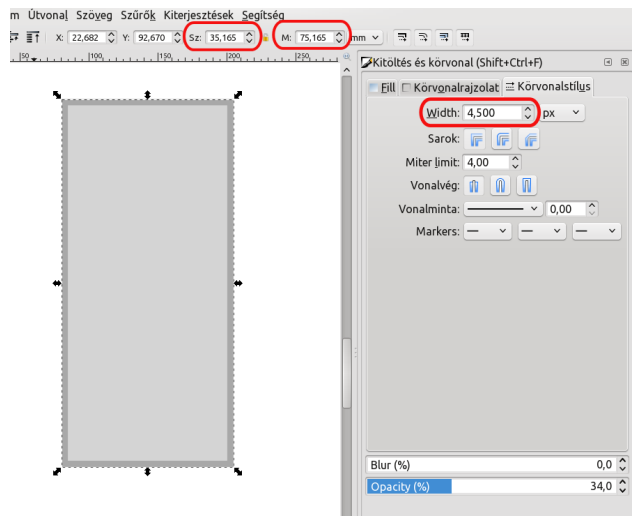 m Útvonal Szöveg Szűrők Kiterjesztések Segítség
X: 22,682 Y: 92,670 Sz: 35,165 M: 75,165 mm
50 100 150 200 250
Kitöltés és körvonal (Shift+Ctrl+F)
Fill Körvonalrajzolat Körvonalstílus
Width: 4,500 px
Sarok:
Miter limit: 4,00
Vonalvég:
Vonalminta: 0,00
Markers:
Blur (%) 0,0
Opacity (%) 34,0